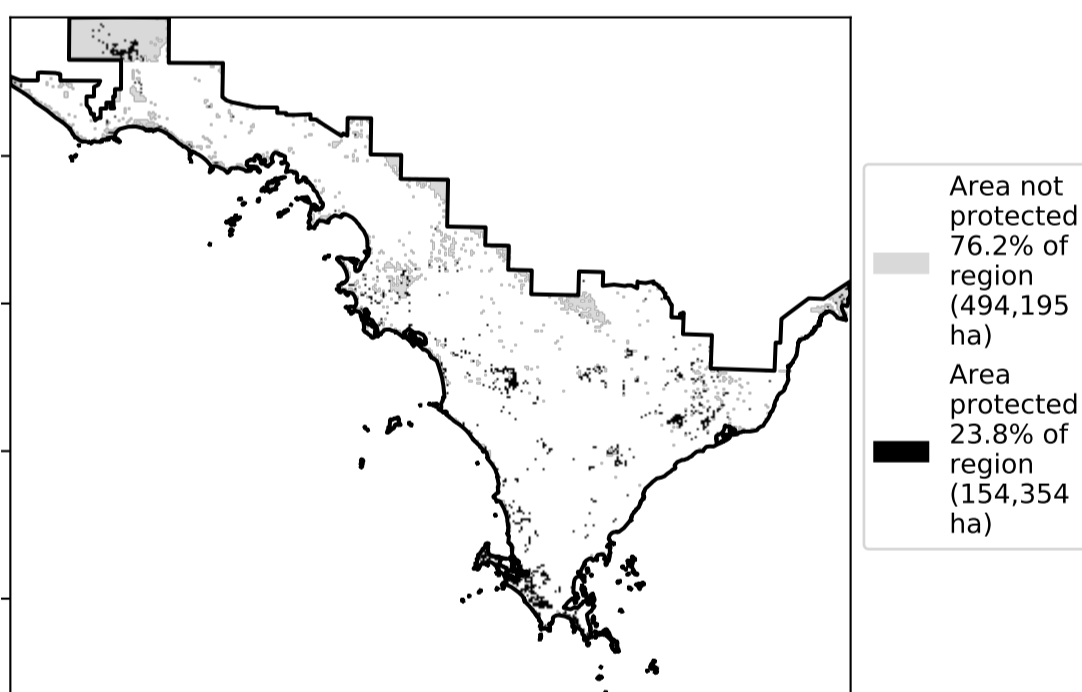 Area not
protected
76.2% of
region
(494,195
ha)
Area
protected
23.8% of
region
(154,354
ha)